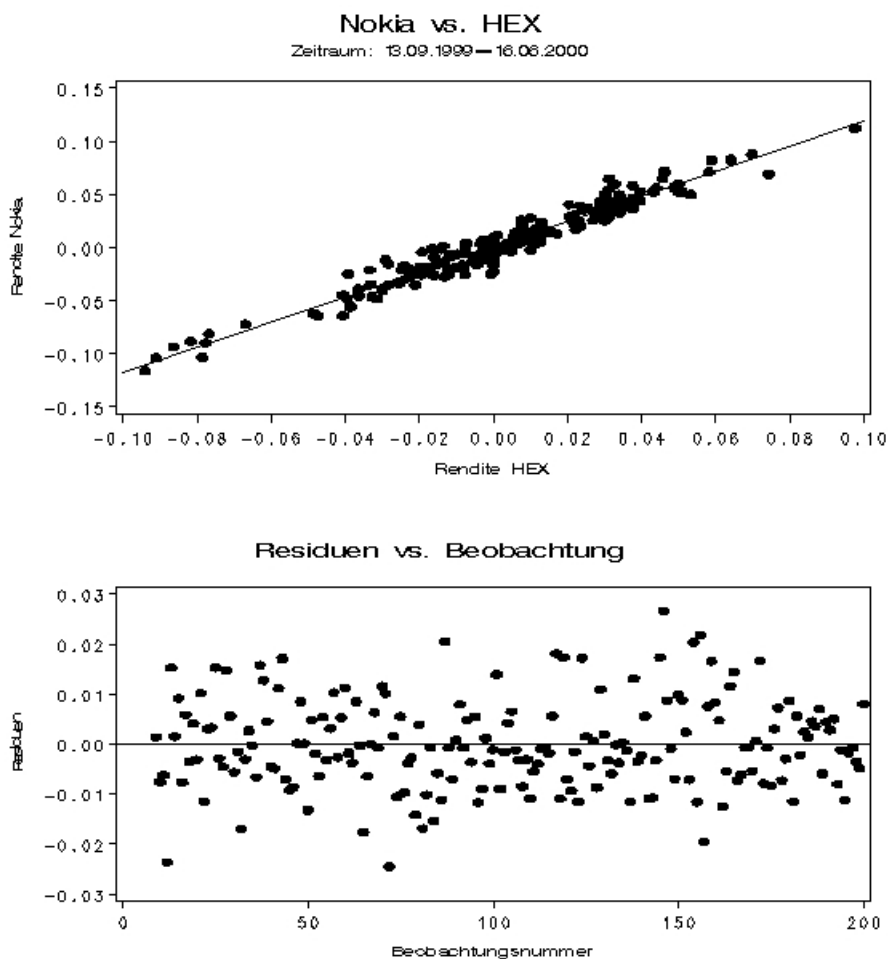 Nokia vs. HEX
Zeitraum: 13.09.1999—16.06.2000
0.15
0.10
0.05
0.00
-0.05
-0.10
-0.15
Rendite Nokia
-0.10 -0.08 -0.06 -0.04 -0.02 0.00 0.02 0.04 0.06 0.08 0.10
Rendite HEX
Residuen vs. Beobachtung
0.03
0.02
0.01
0.00
-0.01
-0.02
-0.03
Residuen
0 50 100 150 200
Beobachtungsnummer